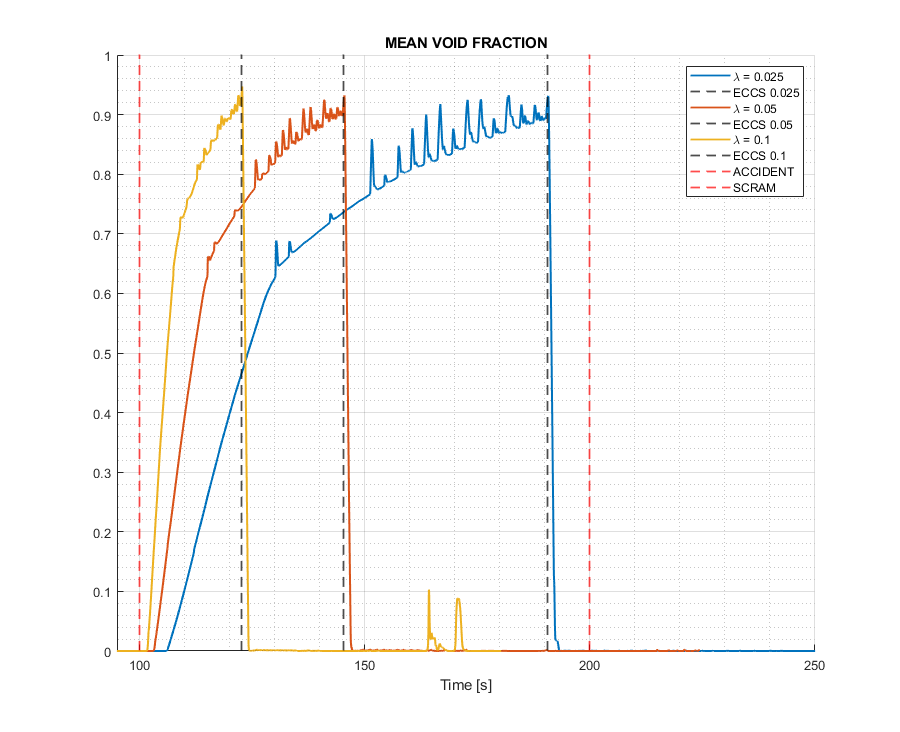 MEAN VOID FRACTION
1
0.9
0.8
0.7
0.6
0.5
0.4
0.3
0.2
0.1
0
100
150
200
250
Time [s]
λ = 0.025
ECCS 0.025
λ = 0.05
ECCS 0.05
λ = 0.1
ECCS 0.1
ACCIDENT
SCRAM